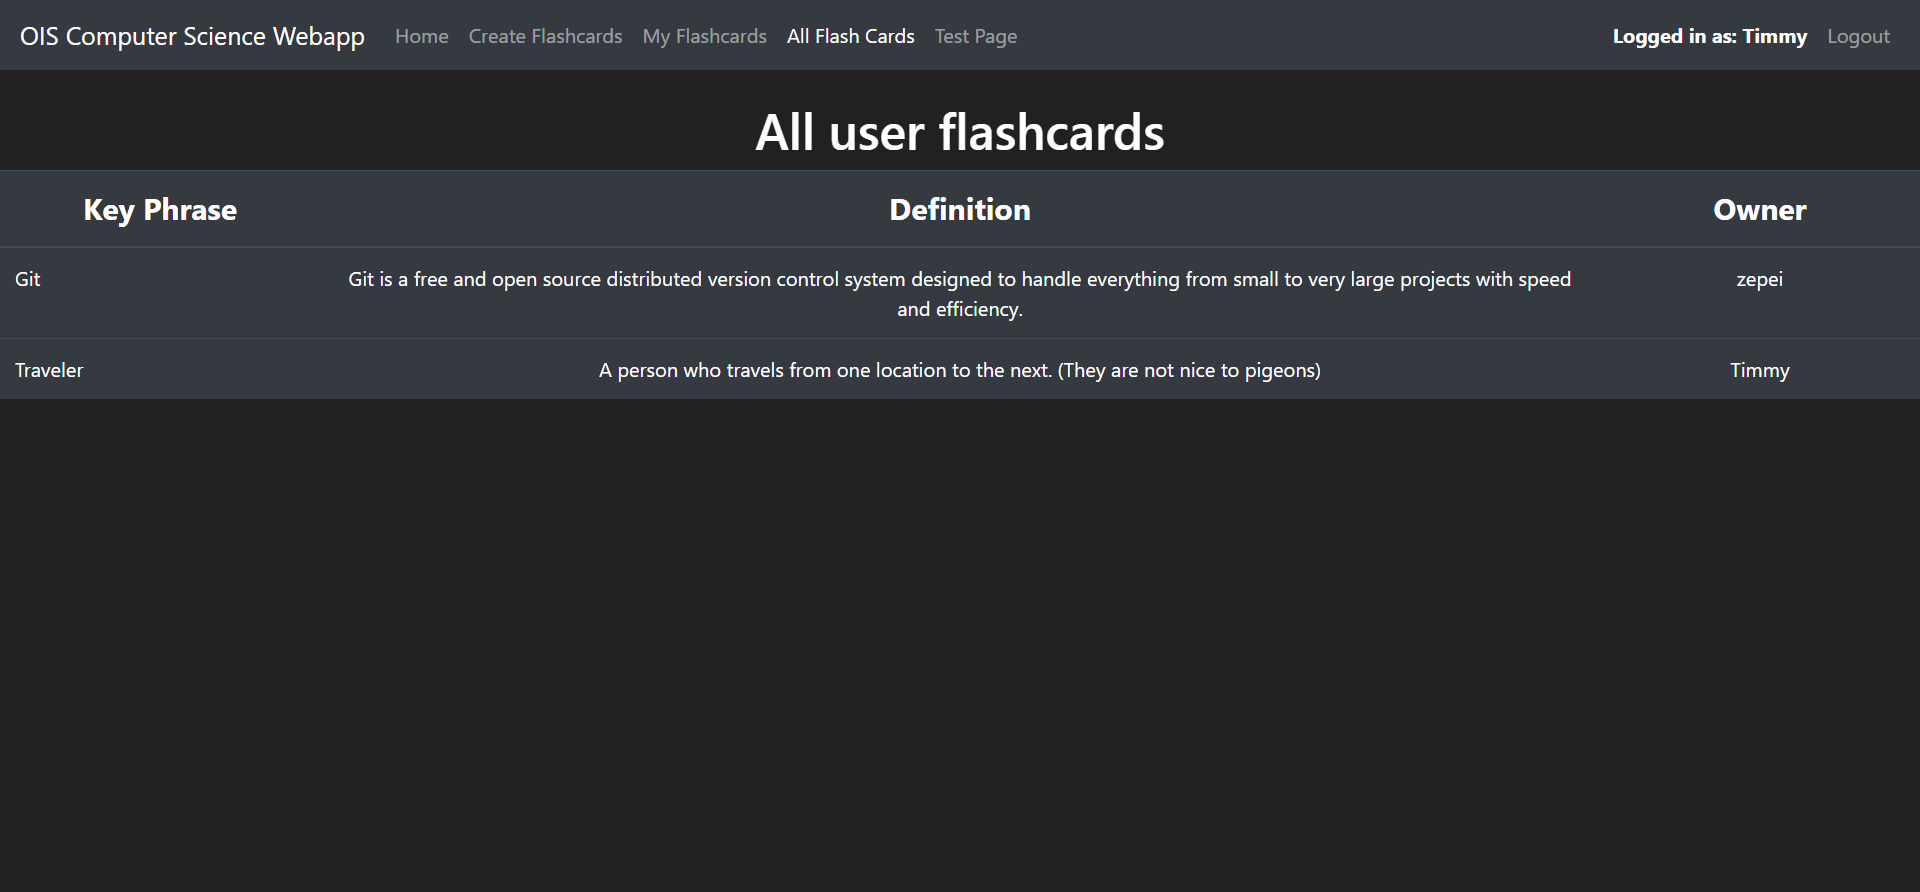 OIS Computer Science Webapp Home Create Flashcards My Flashcards All Flash Cards Test Page Logged in as: Timmy Logout
All user flashcards
Key Phrase Definition Owner
Git Git is a free and open source distributed version control system designed to handle everything from small to very large projects with speed zepei
and efficiency.
Traveler A person who travels from one location to the next. (They are not nice to pigeons) Timmy